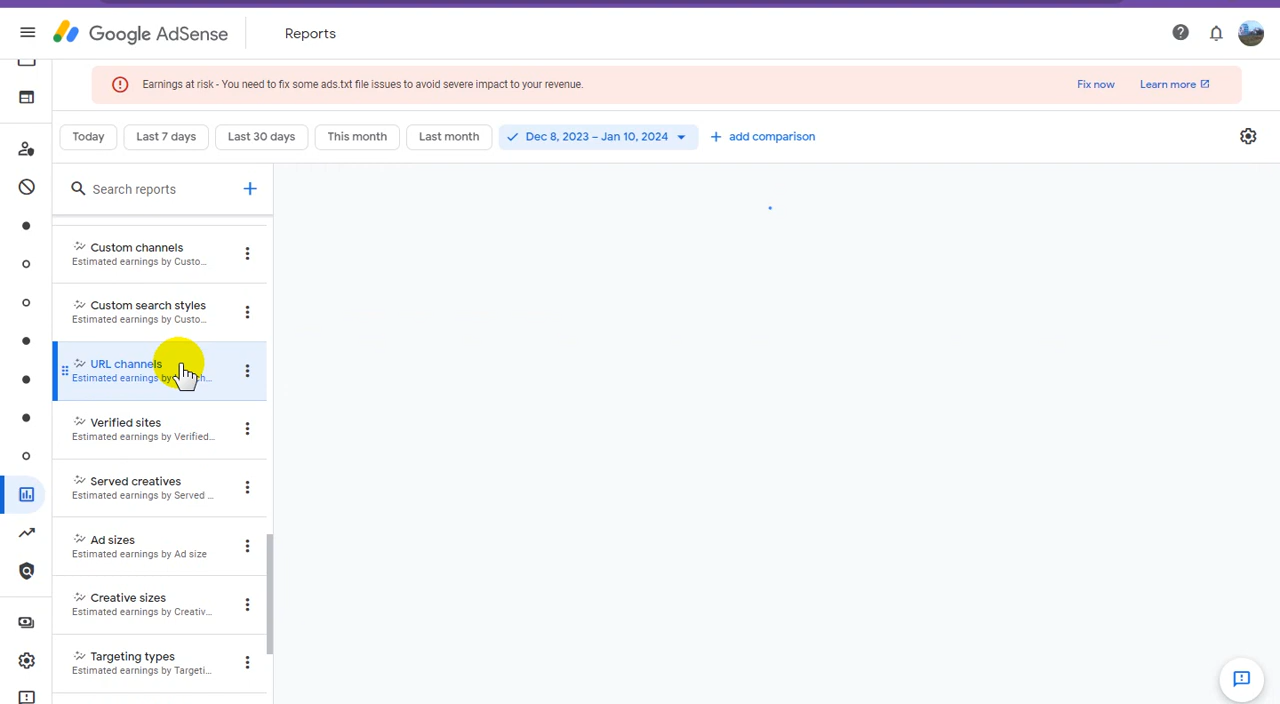 Google AdSense
Reports
Earnings at risk - You need to fix some ads.txt file issues to avoid severe impact to your revenue.
Fix now
Learn more
Today
Last 7 days
Last 30 days
This month
Last month
Dec 8, 2023 – Jan 10, 2024
add comparison
Search reports
Custom channels
Estimated earnings by Custo...
Custom search styles
Estimated earnings by Custo...
URL channels
Estimated earnings by
Verified sites
Estimated earnings by Verified...
Served creatives
Estimated earnings by Served ...
Ad sizes
Estimated earnings by Ad size
Creative sizes
Estimated earnings by Creativ...
Targeting types
Estimated earnings by Targeti...